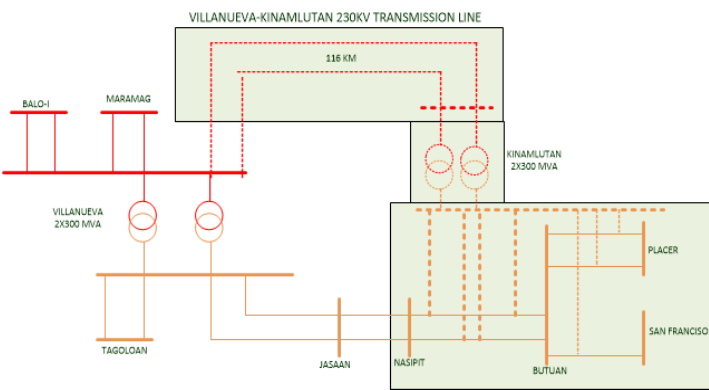 VILLANUEVA-KINAMLUTAN 230KV TRANSMISSION LINE
116 KM
BALO-I
MARAMAG
KINAMLUTAN
2X300 MVA
VILLANUEVA
2X300 MVA
PLACER
SAN FRANCISO
TAGOLOAN
JASAAN
NASIPIT
BUTUAN